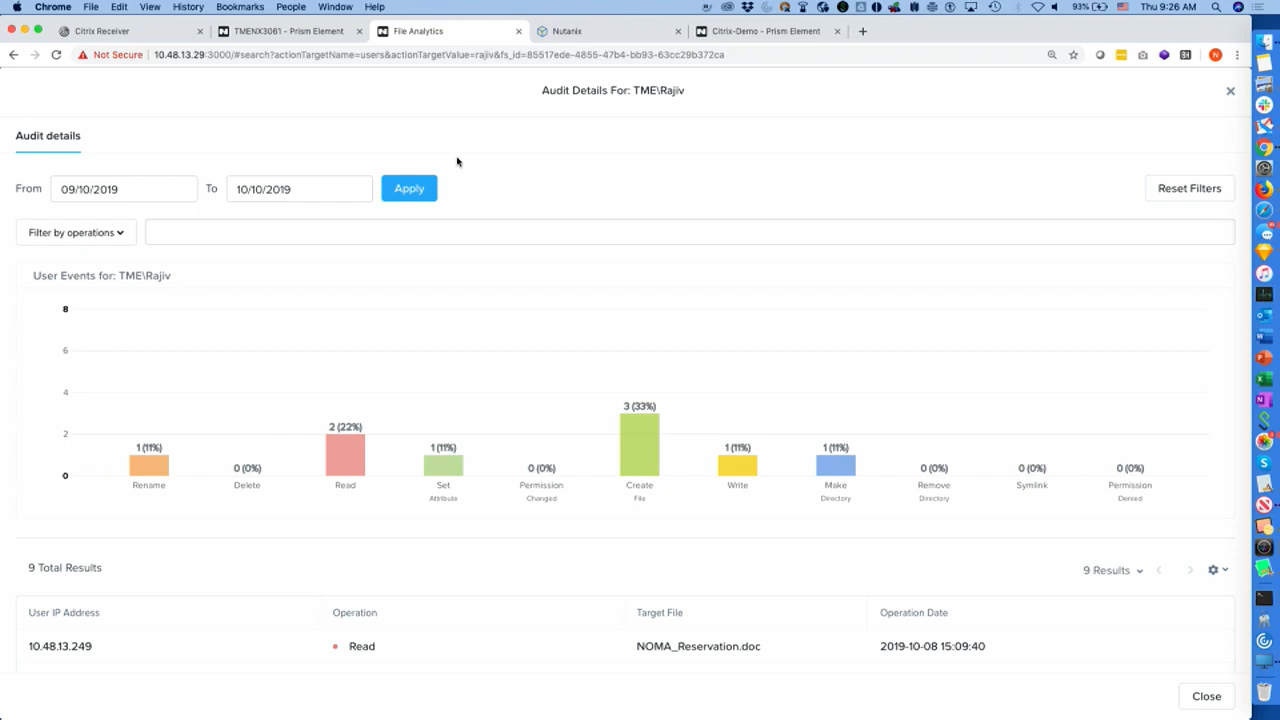 Chrome File Edit View History Bookmarks People Window Help 93% Thu 9:26 AM
Citrix Receiver × TMENX3061 - Prism Element × File Analytics × Nutanix × Citrix-Demo - Prism Element × +
Not Secure 10.48.13.29:3000/#search?actionTargetName=users&actionTargetValue=rajiv&fs_id=85517ede-4855-47b4-bb93-63cc29b372ca
Audit Details For: TME\Rajiv
Audit details
From 09/10/2019 To 10/10/2019 Apply Reset Filters
Filter by operations
User Events for: TME\Rajiv
8
6
4
3 (33%)
2 2 (22%)
1 (11%) 0 (0%) 1 (11%) 0 (0%) 1 (11%) 1 (11%) 0 (0%) 0 (0%) 0 (0%)
0
Rename Delete Read Set Permission Create Write Make Remove Symlink Permission
Attribute Changed File Directory Directory Denied
9 Total Results 9 Results
User IP Address Operation Target File Operation Date
10.48.13.249 Read NOMA_Reservation.doc 2019-10-08 15:09:40
Close